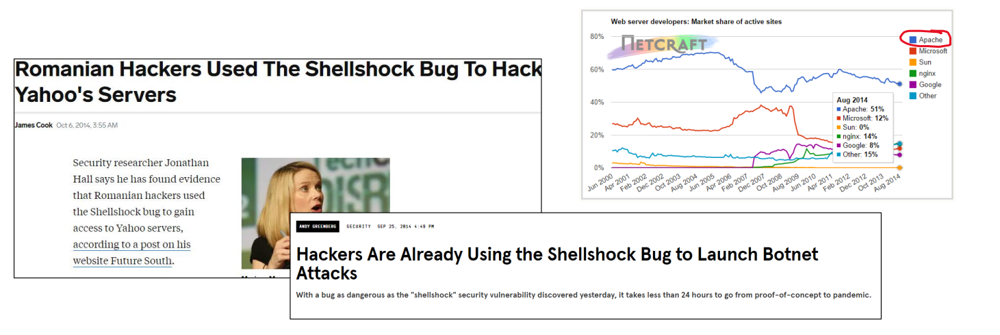 Romanian Hackers Used The Shellshock Bug To Hack
Yahoo's Servers
James Cook Oct 6, 2014, 3:55 AM
Security researcher Jonathan
Hall says he has found evidence
that Romanian hackers used
the Shellshock bug to gain
access to Yahoo servers,
according to a post on his
website Future South.
Web server developers: Market share of active sites
NETCRAFT
80%
60%
40%
20%
0%
Jun 2000
Apr 2001
Feb 2002
Dec 2002
Oct 2003
Aug 2004
Jun 2005
Apr 2006
Feb 2007
Dec 2007
Oct 2008
Aug 2009
Jun 2010
Apr 2011
Feb 2012
Dec 2012
Oct 2013
Aug 2014
Apache
Microsoft
Sun
nginx
Google
Other
Aug 2014
Apache: 51%
Microsoft: 12%
Sun: 0%
nginx: 14%
Google: 8%
Other: 15%
ANDY GREENBERG SECURITY SEP 25, 2014 4:49 PM
Hackers Are Already Using the Shellshock Bug to Launch Botnet
Attacks
With a bug as dangerous as the "shellshock" security vulnerability discovered yesterday, it takes less than 24 hours to go from proof-of-concept to pandemic.